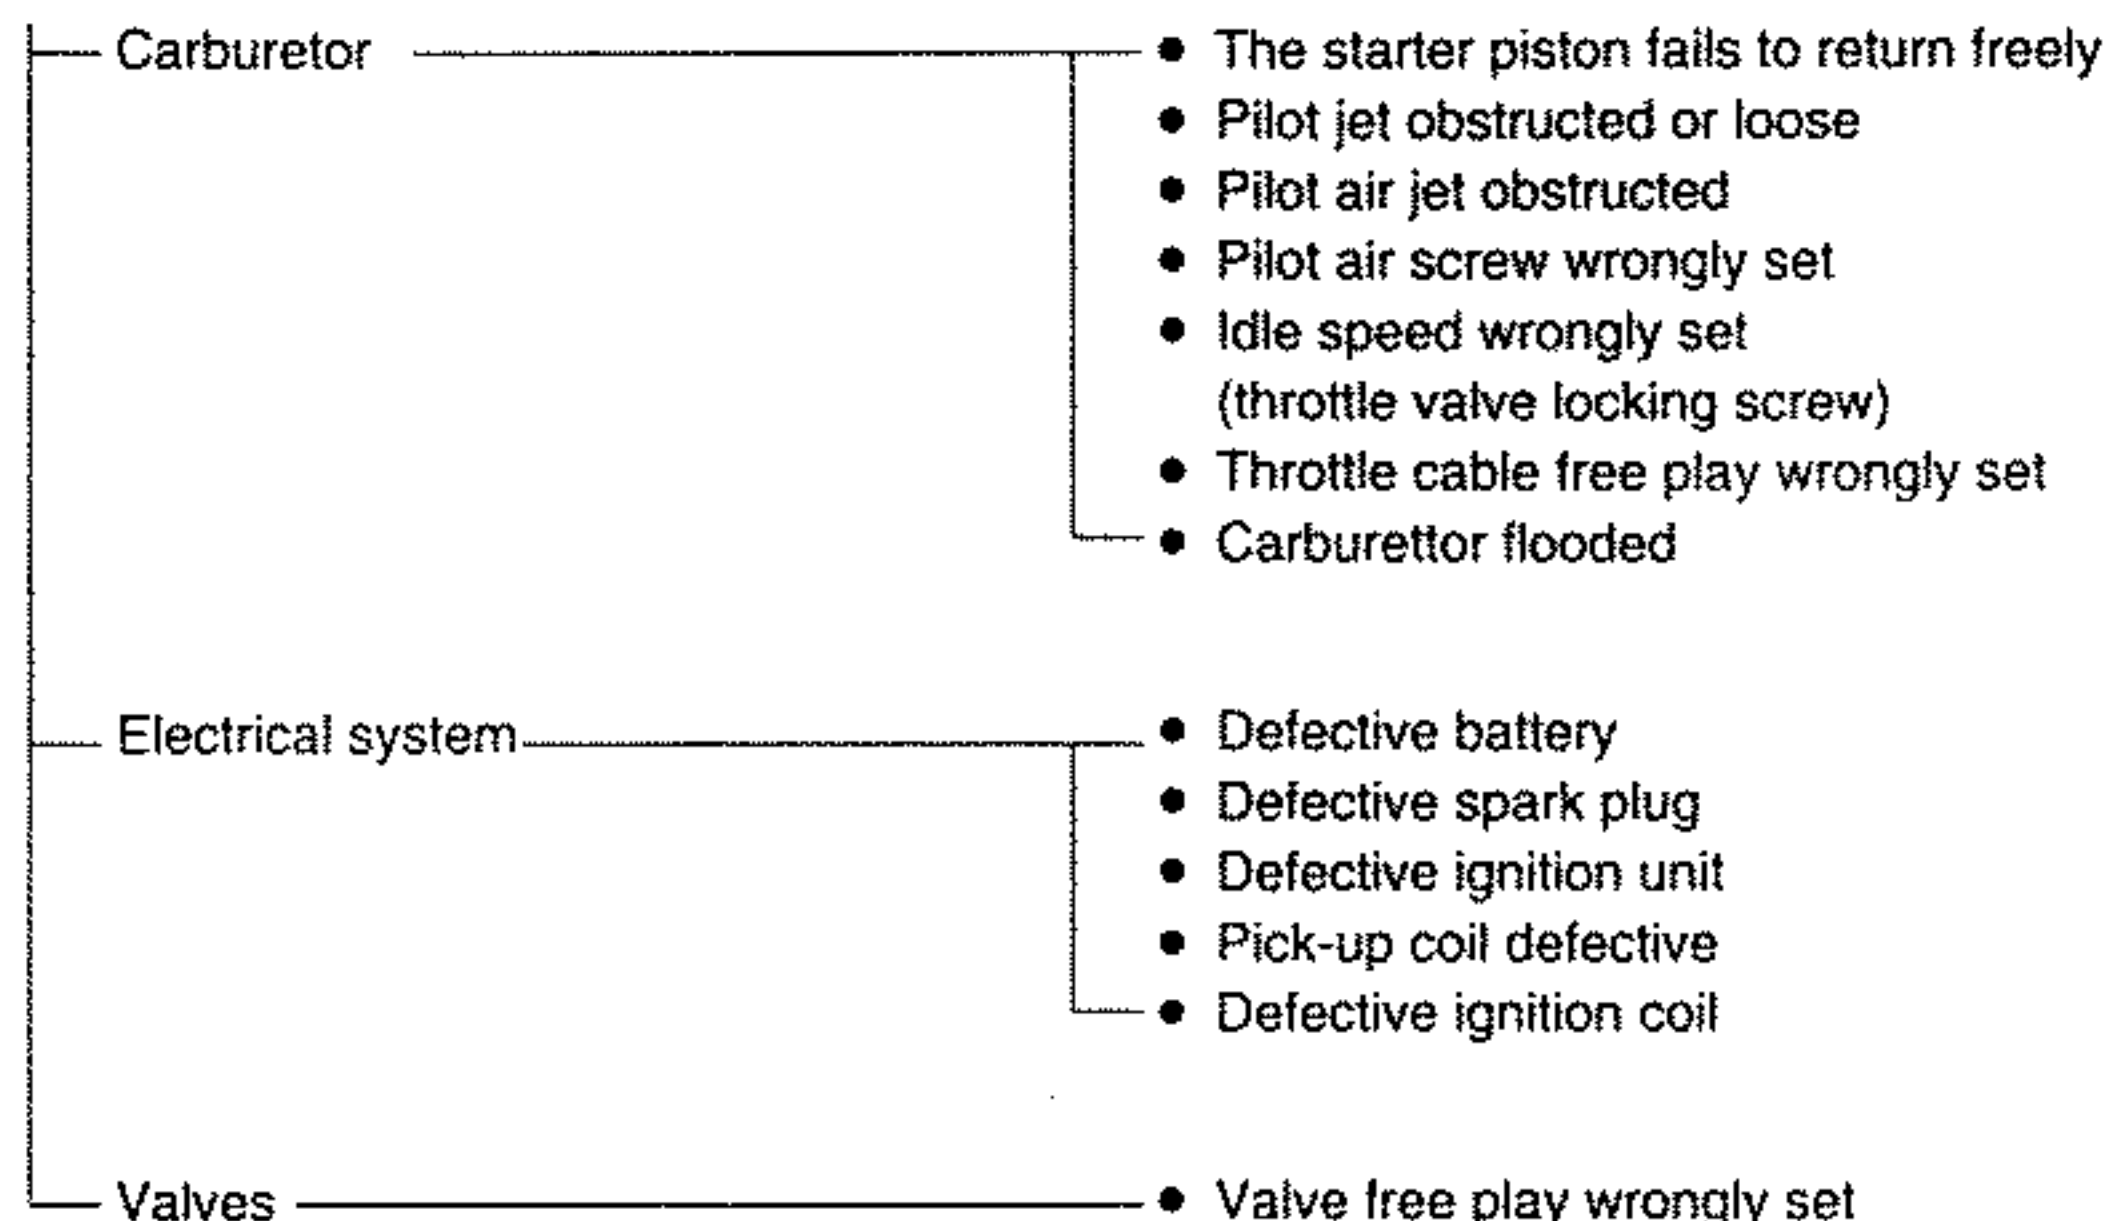 Carburetor
● The starter piston fails to return freely
● Pilot jet obstructed or loose
● Pilot air jet obstructed
● Pilot air screw wrongly set
● Idle speed wrongly set
(throttle valve locking screw)
● Throttle cable free play wrongly set
● Carburettor flooded
Electrical system
● Defective battery
● Defective spark plug
● Defective ignition unit
● Pick-up coil defective
● Defective ignition coil
Valves
● Valve free play wrongly set